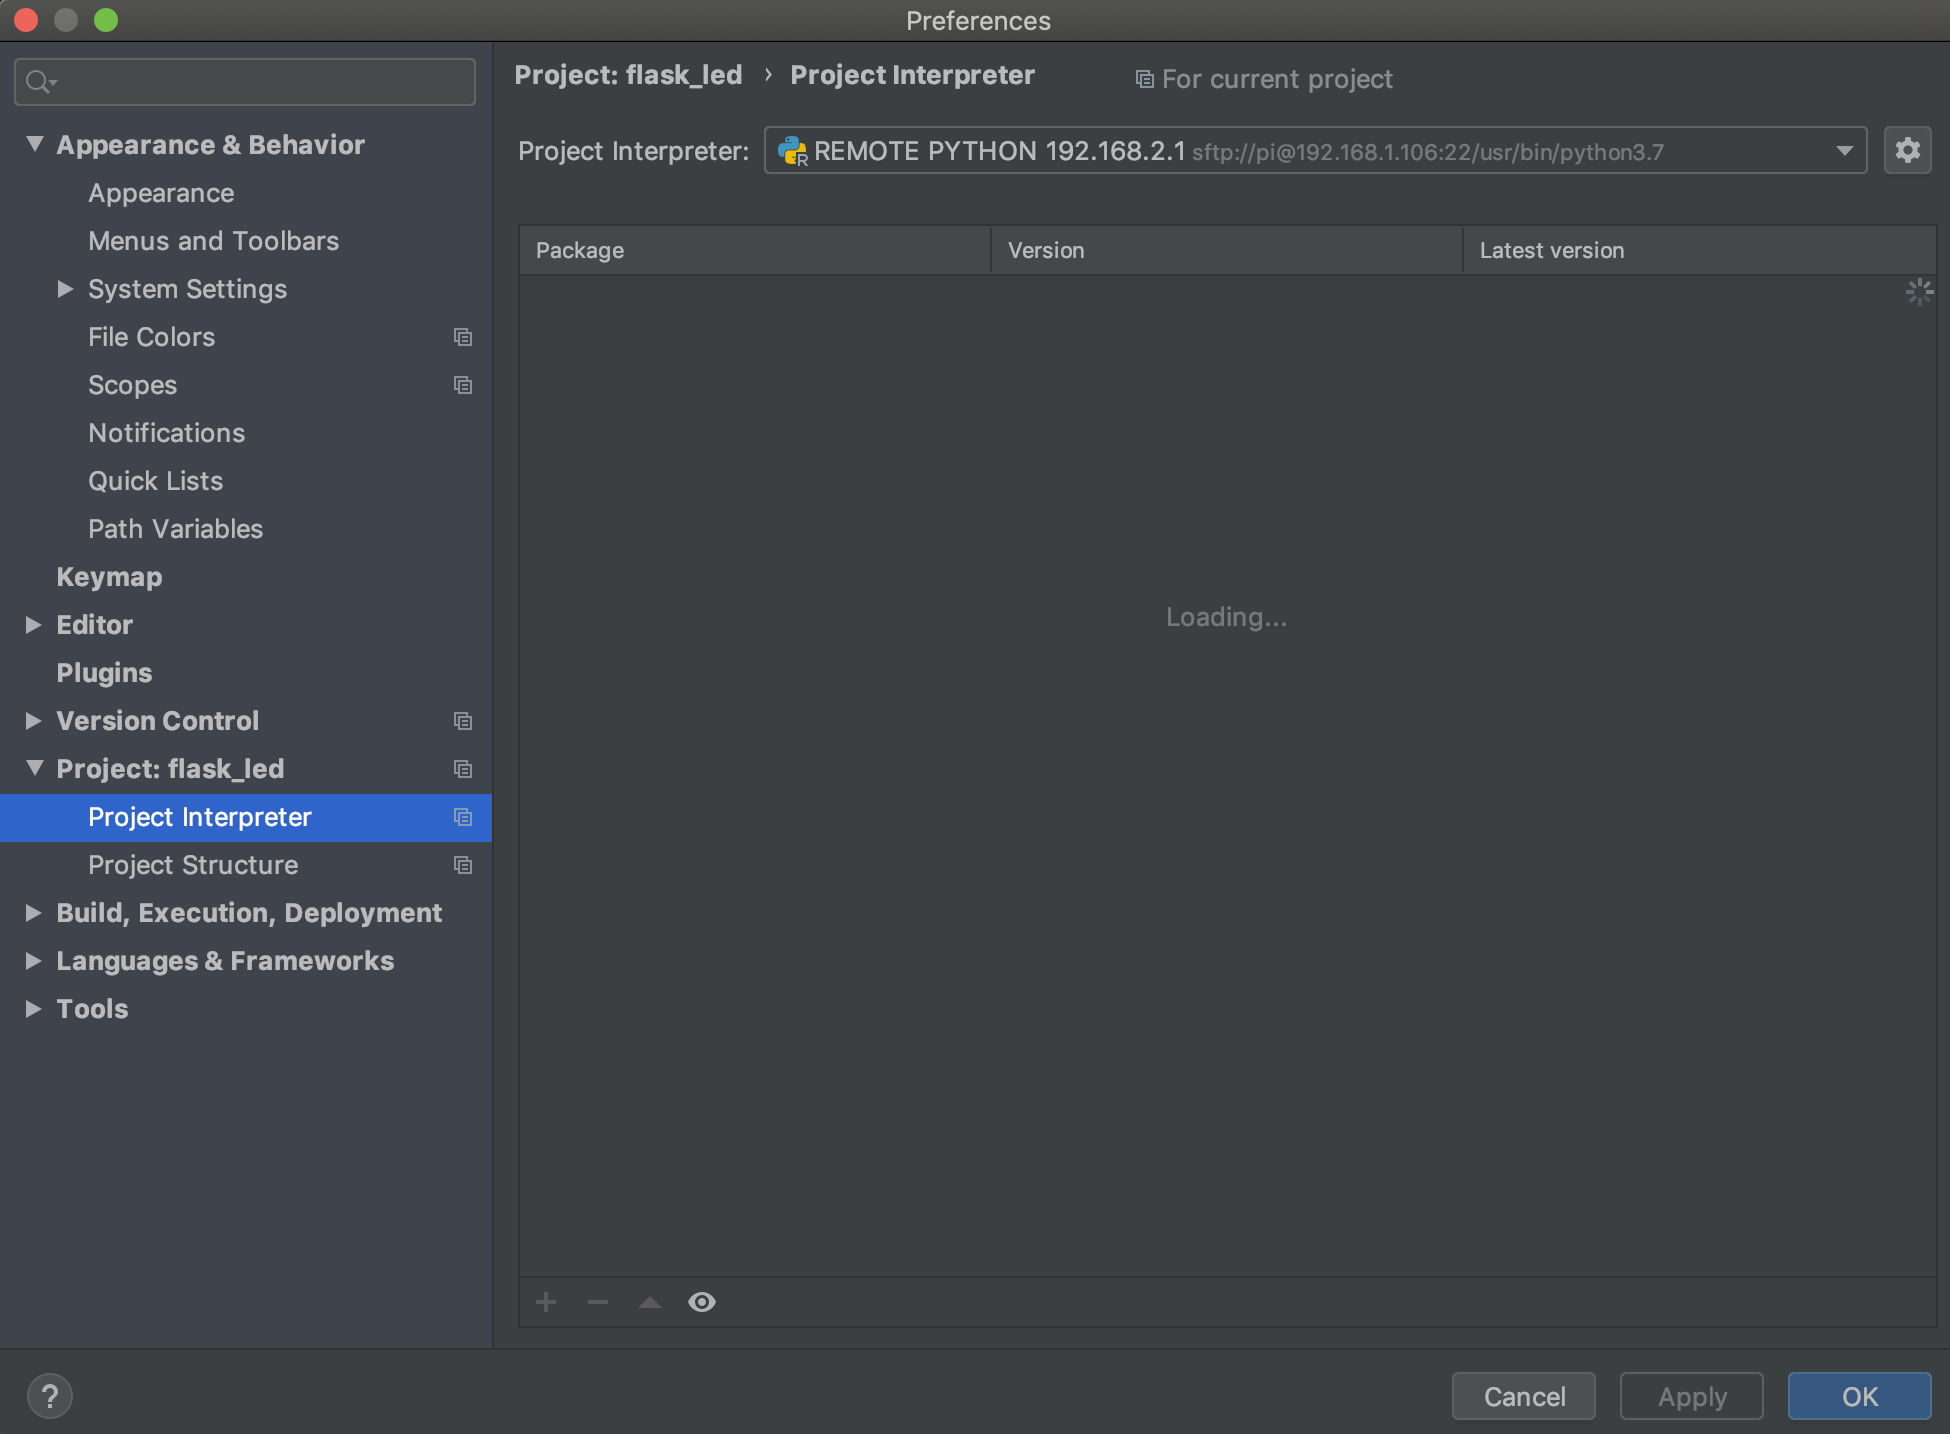 Preferences
Appearance & Behavior
Appearance
Menus and Toolbars
System Settings
File Colors
Scopes
Notifications
Quick Lists
Path Variables
Keymap
Editor
Plugins
Version Control
Project: flask_led
Project Interpreter
Project Structure
Build, Execution, Deployment
Languages & Frameworks
Tools
Project: flask_led › Project Interpreter For current project
Project Interpreter: REMOTE PYTHON 192.168.2.1 sftp://pi@192.168.1.106:22/usr/bin/python3.7
Package Version Latest version
Loading...
? Cancel Apply OK